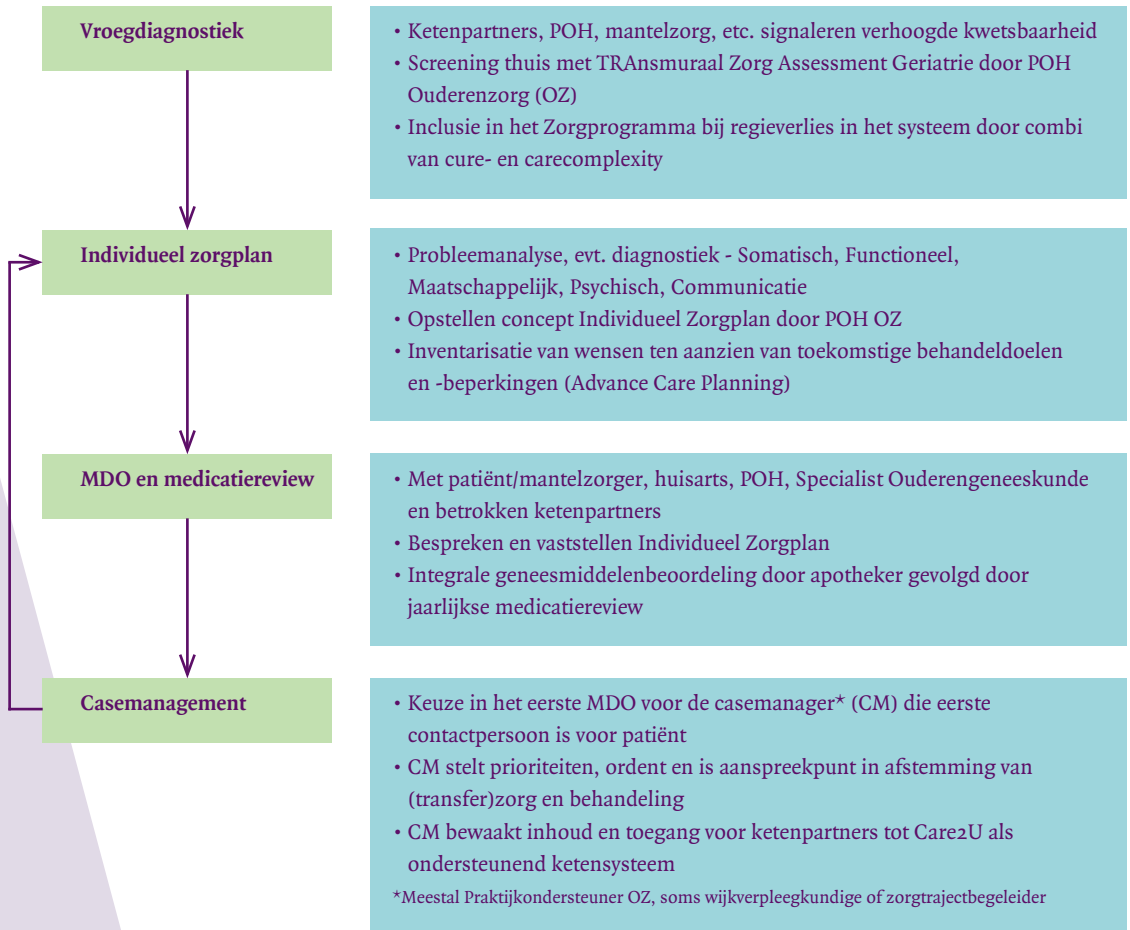 Vroegdiagnostiek
• Ketenpartners, POH, mantelzorg, etc. signaleren verhoogde kwetsbaarheid
• Screening thuis met TRAnsmuraal Zorg Assessment Geriatrie door POH
Ouderenzorg (OZ)
• Inclusie in het Zorgprogramma bij regieverlies in het systeem door combi
van cure- en carecomplexity
Individueel zorgplan
• Probleemanalyse, evt. diagnostiek - Somatisch, Functioneel,
Maatschappelijk, Psychisch, Communicatie
• Opstellen concept Individueel Zorgplan door POH OZ
• Inventarisatie van wensen ten aanzien van toekomstige behandeldoelen
en -beperkingen (Advance Care Planning)
MDO en medicatiereview
• Met patiënt/mantelzorger, huisarts, POH, Specialist Ouderengeneeskunde
en betrokken ketenpartners
• Bespreken en vaststellen Individueel Zorgplan
• Integrale geneesmiddelenbeoordeling door apotheker gevolgd door
jaarlijkse medicatiereview
Casemanagement
• Keuze in het eerste MDO voor de casemanager* (CM) die eerste
contactpersoon is voor patiënt
• CM stelt prioriteiten, ordent en is aanspreekpunt in afstemming van
(transfer)zorg en behandeling
• CM bewaakt inhoud en toegang voor ketenpartners tot Care2U als
ondersteunend ketensysteem
*Meestal Praktijkondersteuner OZ, soms wijkverpleegkundige of zorgtrajectbegeleider